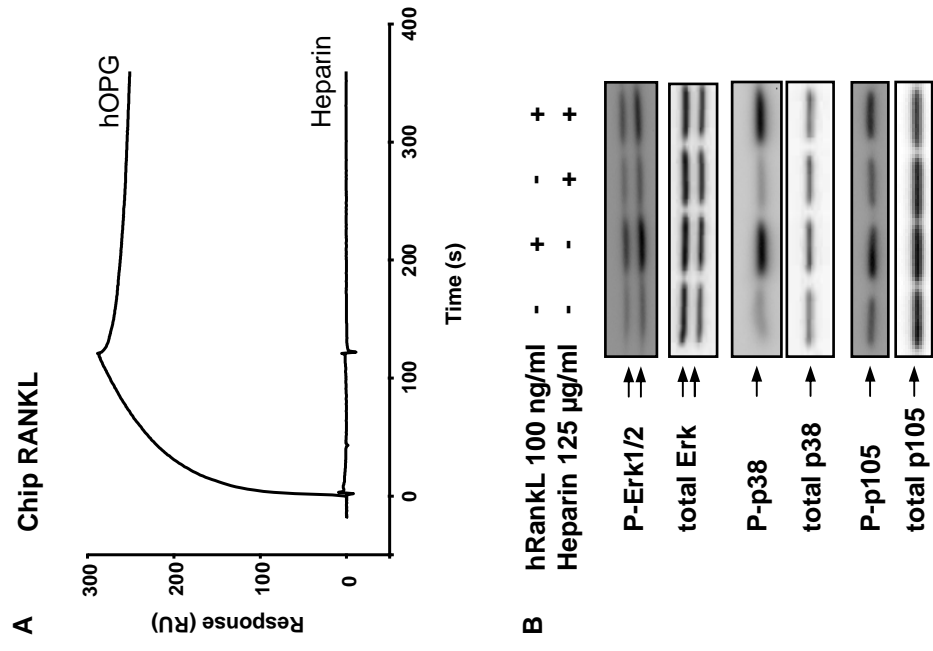 A
Chip RANKL
Response (RU)
300
200
100
0
hOPG
Heparin
0
100
200
300
400
Time (s)
B
hRankL 100 ng/ml - + - +
Heparin 125 µg/ml - - + +
P-Erk1/2
total Erk
P-p38
total p38
P-p105
total p105